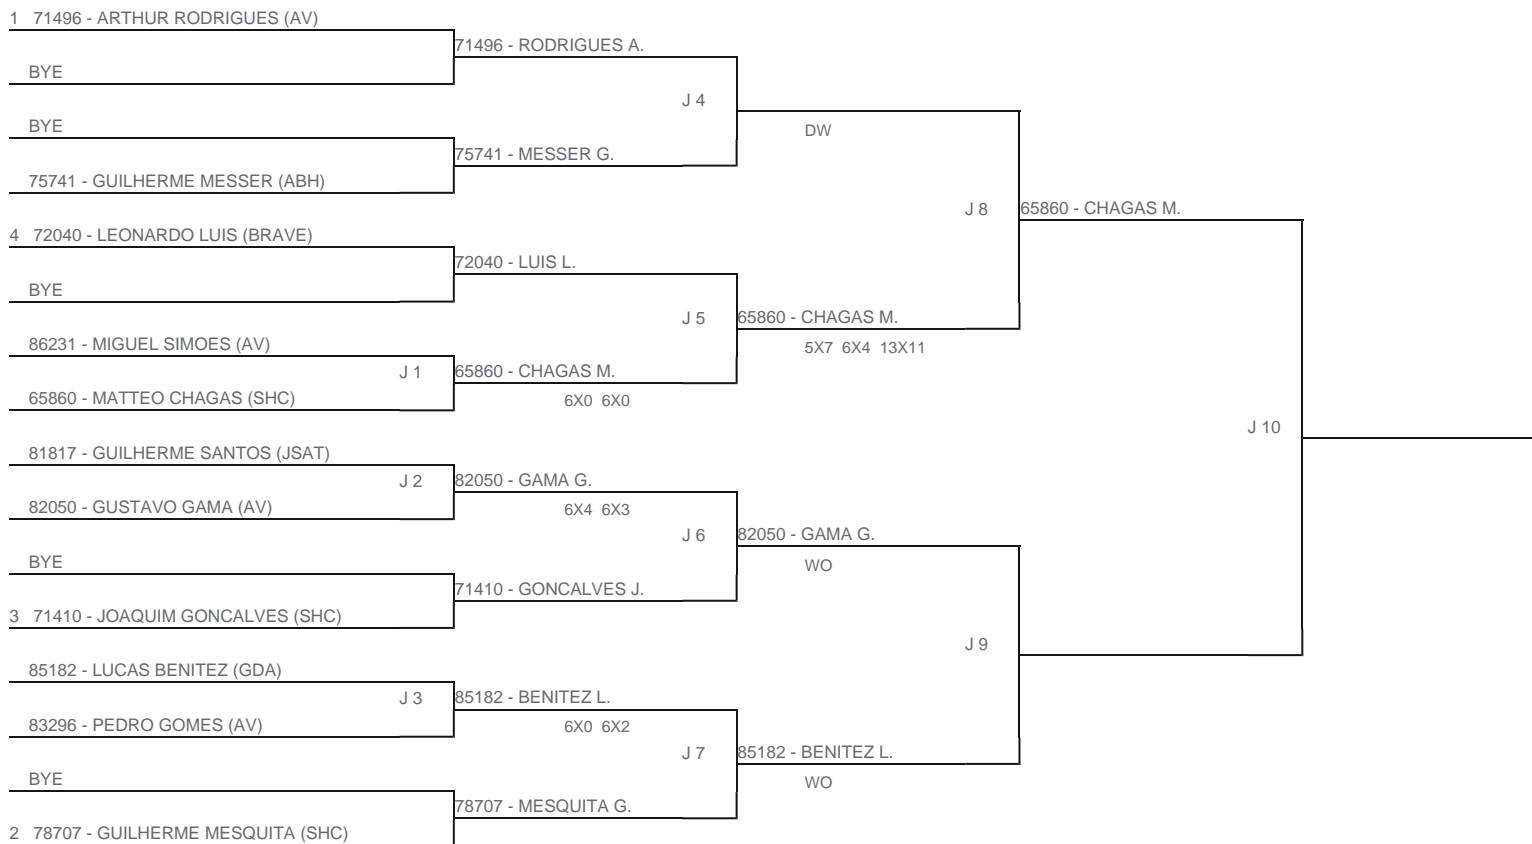 1 71496 - ARTHUR RODRIGUES (AV)
71496 - RODRIGUES A.
BYE
J 4
BYE
DW
75741 - MESSER G.
75741 - GUILHERME MESSER (ABH)
J 8
65860 - CHAGAS M.
4 72040 - LEONARDO LUIS (BRAVE)
72040 - LUIS L.
BYE
J 5
65860 - CHAGAS M.
86231 - MIGUEL SIMOES (AV)
5X7 6X4 13X11
J 1
65860 - CHAGAS M.
65860 - MATTEO CHAGAS (SHC)
6X0 6X0
J 10
81817 - GUILHERME SANTOS (JSAT)
J 2
82050 - GAMA G.
82050 - GUSTAVO GAMA (AV)
6X4 6X3
J 6
82050 - GAMA G.
BYE
WO
71410 - GONCALVES J.
3 71410 - JOAQUIM GONCALVES (SHC)
J 9
85182 - LUCAS BENITEZ (GDA)
J 3
85182 - BENITEZ L.
83296 - PEDRO GOMES (AV)
6X0 6X2
J 7
85182 - BENITEZ L.
BYE
WO
78707 - MESQUITA G.
2 78707 - GUILHERME MESQUITA (SHC)